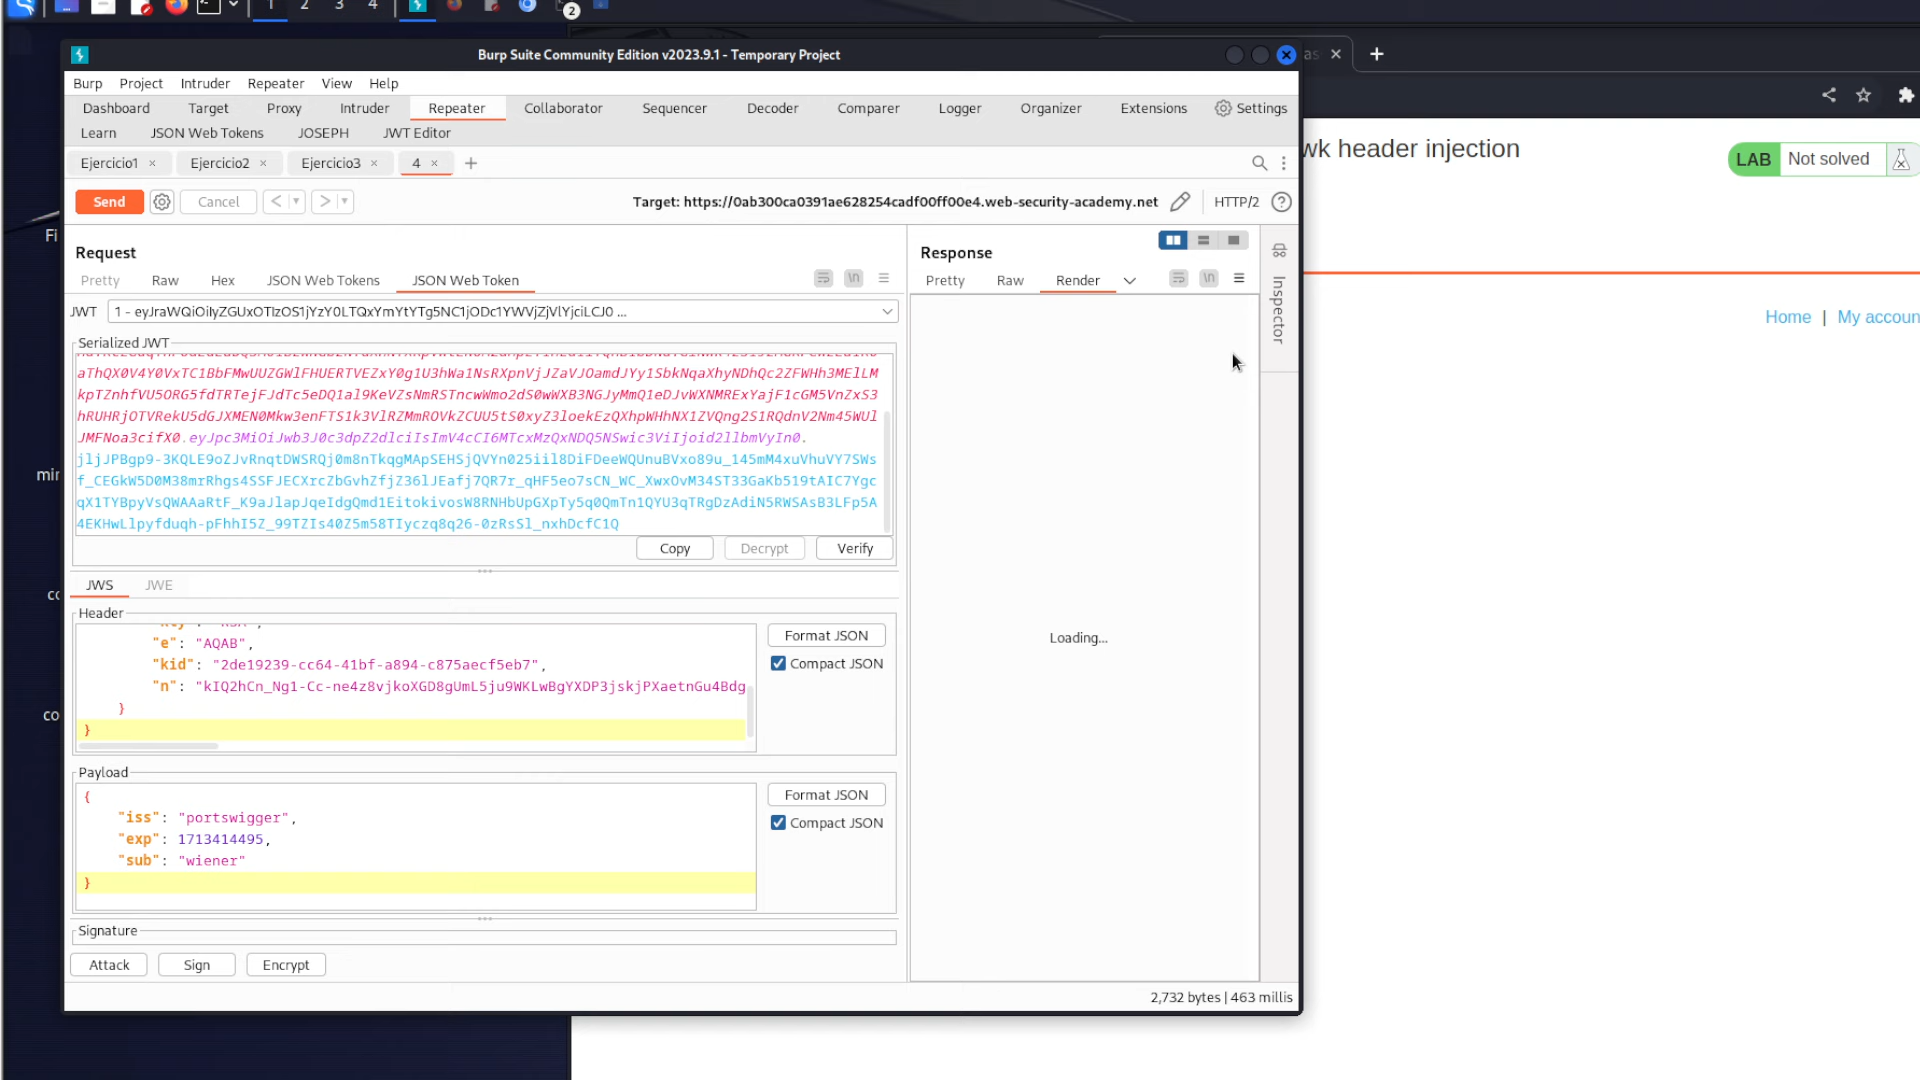 1 2 3 4
2
Burp Suite Community Edition v2023.9.1 - Temporary Project
Burp Project Intruder Repeater View Help
Dashboard Target Proxy Intruder Repeater Collaborator Sequencer Decoder Comparer Logger Organizer Extensions Settings
Learn JSON Web Tokens JOSEPH JWT Editor
Ejercicio1 × Ejercicio2 × Ejercicio3 × 4 × +
Send Cancel < > Target: https://0ab300ca0391ae628254cadf00ff00e4.web-security-academy.net HTTP/2
Request
Pretty Raw Hex JSON Web Tokens JSON Web Token
JWT 1 - eyJraWQiOiIyZGUxOTIzOS1jYzY0LTQxYmYtYTg5NC1jODc1YWVjZjVlYjciLCJ0 ...
Serialized JWT
JMFNoa3cifX0.eyJpc3MiOiJwb3J0c3dpZ2dlciIsImV4cCI6MTcxMzQxNDQ5NSwic3ViIjoid2llbmVyIn0.
jljJPBgp9-3KQLE9oZJvRnqtDWSRQj0m8nTkqgMApSEHSjQVYn025iil8DiFDeeWQUnuBVxo89u_145mM4xuVhuVY7SWs
f_CEGkW5D0M38mrRhgs4SSFJECXrcZbGvhZfjZ36lJEafj7QR7r_qHF5eo7sCN_WC_XwxOvM34ST33GaKb519tAIC7Ygc
qX1TYBpyVsQWAAaRtF_K9aJlapJqeIdgQmd1EitokivosW8RNHbUpGXpTy5q0QmTn1QYU3qTRgDzAdiN5RWSAsB3LFp5A
4EKHwLlpyfduqh-pFhhI5Z_99TZIs40Z5m58TIyczq8q26-0zRsSl_nxhDcfC1Q
Copy Decrypt Verify
JWS JWE
Header
"e": "AQAB",
"kid": "2de19239-cc64-41bf-a894-c875aecf5eb7",
"n": "kIQ2hCn_Ng1-Cc-ne4z8vjkoXGD8gUmL5ju9WKLwBgYXDP3jskjPXaetnGu4Bdg
}
}
Format JSON
Compact JSON
Payload
{
"iss": "portswigger",
"exp": 1713414495,
"sub": "wiener"
}
Format JSON
Compact JSON
Signature
Attack Sign Encrypt
Response
Pretty Raw Render
Loading...
Inspector
2,732 bytes | 463 millis
wk header injection
LAB Not solved
Home | My accoun